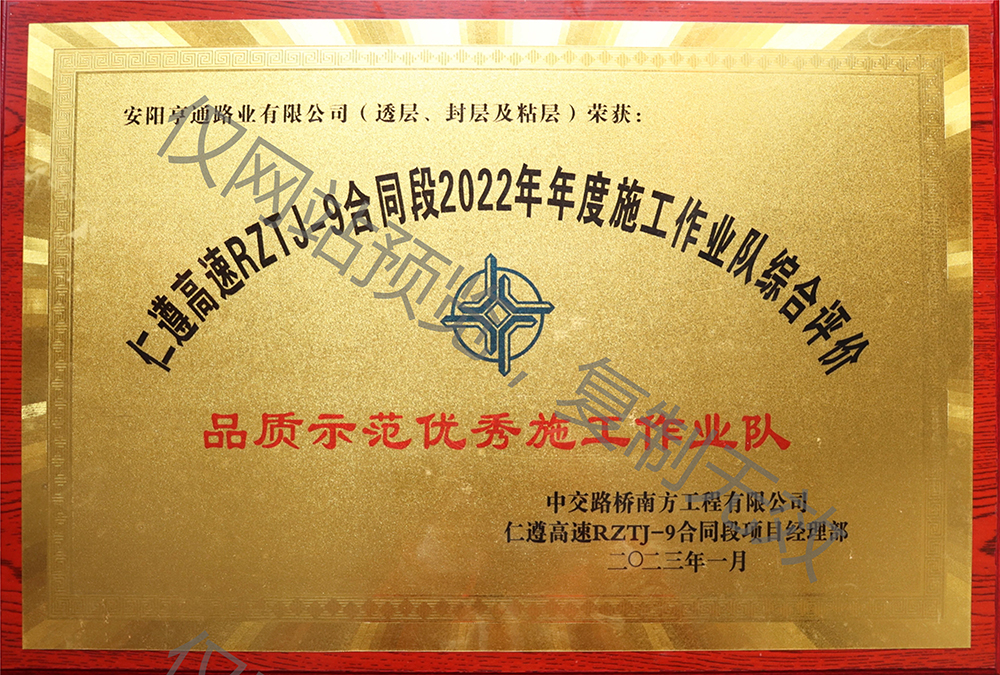 安阳亨通路业有限公司（透层、封层及粘层）荣获：
仁遵高速RZTJ-9合同段2022年年度施工作业队综合评价
品质示范优秀施工作业队
中交路桥南方工程有限公司
仁遵高速RZTJ-9合同段项目经理部
二〇二三年一月
仅网站预览，复制无效
仅